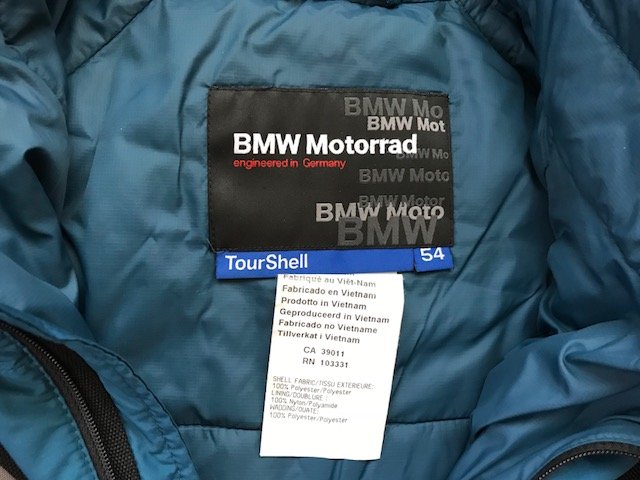 BMW Mo
BMW Mot
BMW Motorrad
engineered in Germany
BMW Mo
BMW Moto
BMW Motor
BMW Moto
BMW
TourShell 54
Fabriqué au Viêt-Nam
Fabricado en Vietnam
Prodotto in Vietnam
Geproduceerd in Vietnam
Fabricado no Vietname
Tillverkat i Vietnam
CA 39011
RN 103331
SHELL FABRIC/TISSU EXTERIEURE:
100% Polyester/Polyester
LINING/DOUBLURE :
100% Nylon/Polyamide
WADDING/OUATE:
100% Polyester/Polyester